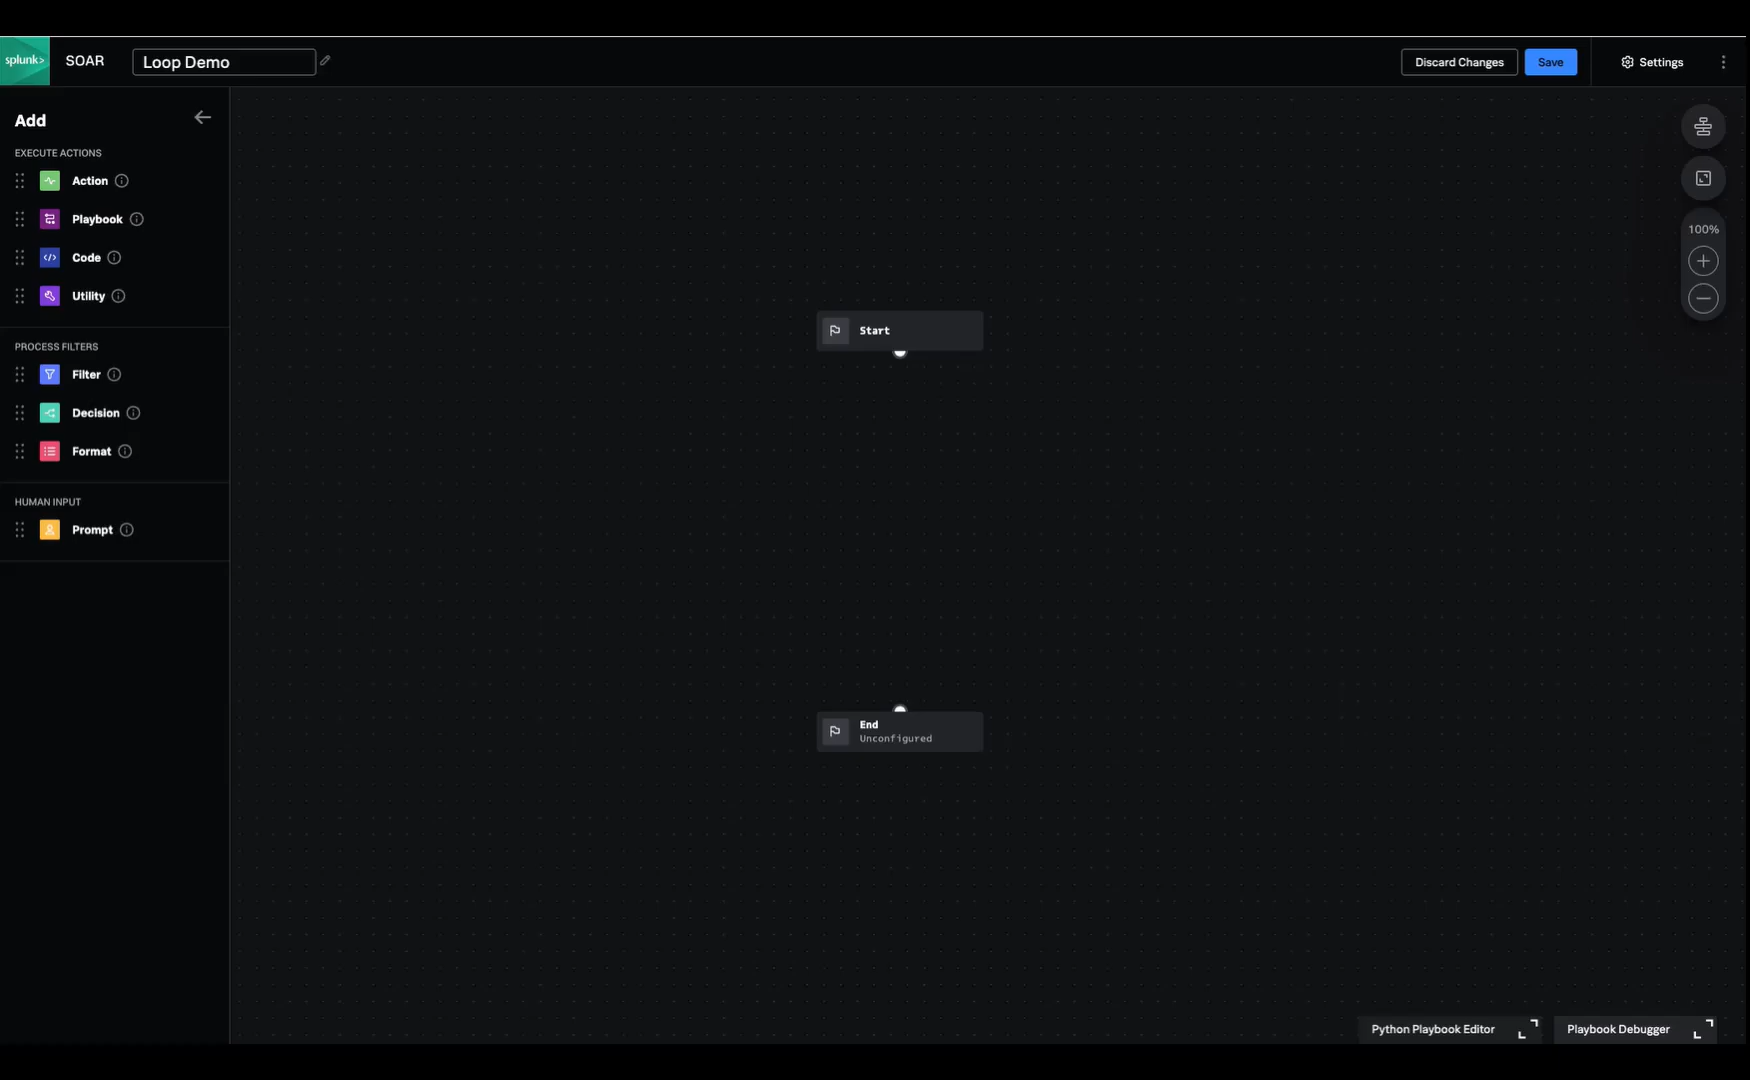 splunk> SOAR Loop Demo Discard Changes Save Settings
Add
EXECUTE ACTIONS
Action
Playbook
Code
Utility
PROCESS FILTERS
Filter
Decision
Format
HUMAN INPUT
Prompt
100%
Start
End
Unconfigured
Python Playbook Editor Playbook Debugger